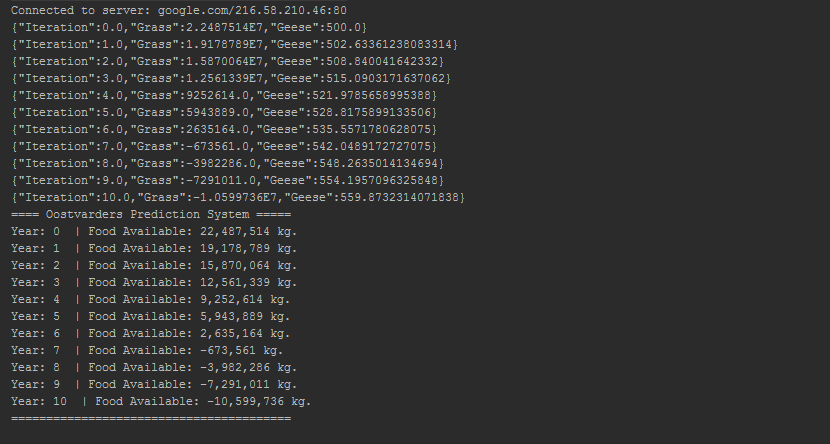 Connected to server: google.com/216.58.210.46:80
{"Iteration":0.0,"Grass":2.2487514E7,"Geese":500.0}
{"Iteration":1.0,"Grass":1.9178789E7,"Geese":502.63361238083314}
{"Iteration":2.0,"Grass":1.5870064E7,"Geese":508.840041642332}
{"Iteration":3.0,"Grass":1.2561339E7,"Geese":515.0903171637062}
{"Iteration":4.0,"Grass":9252614.0,"Geese":521.9785658995388}
{"Iteration":5.0,"Grass":5943889.0,"Geese":528.8175899133506}
{"Iteration":6.0,"Grass":2635164.0,"Geese":535.5571780628075}
{"Iteration":7.0,"Grass":-673561.0,"Geese":542.0489172727075}
{"Iteration":8.0,"Grass":-3982286.0,"Geese":548.2635014134694}
{"Iteration":9.0,"Grass":-7291011.0,"Geese":554.1957096325848}
{"Iteration":10.0,"Grass":-1.0599736E7,"Geese":559.8732314071838}
==== Oostvarders Prediction System =====
Year: 0  | Food Available: 22,487,514 kg.
Year: 1  | Food Available: 19,178,789 kg.
Year: 2  | Food Available: 15,870,064 kg.
Year: 3  | Food Available: 12,561,339 kg.
Year: 4  | Food Available: 9,252,614 kg.
Year: 5  | Food Available: 5,943,889 kg.
Year: 6  | Food Available: 2,635,164 kg.
Year: 7  | Food Available: -673,561 kg.
Year: 8  | Food Available: -3,982,286 kg.
Year: 9  | Food Available: -7,291,011 kg.
Year: 10  | Food Available: -10,599,736 kg.
========================================